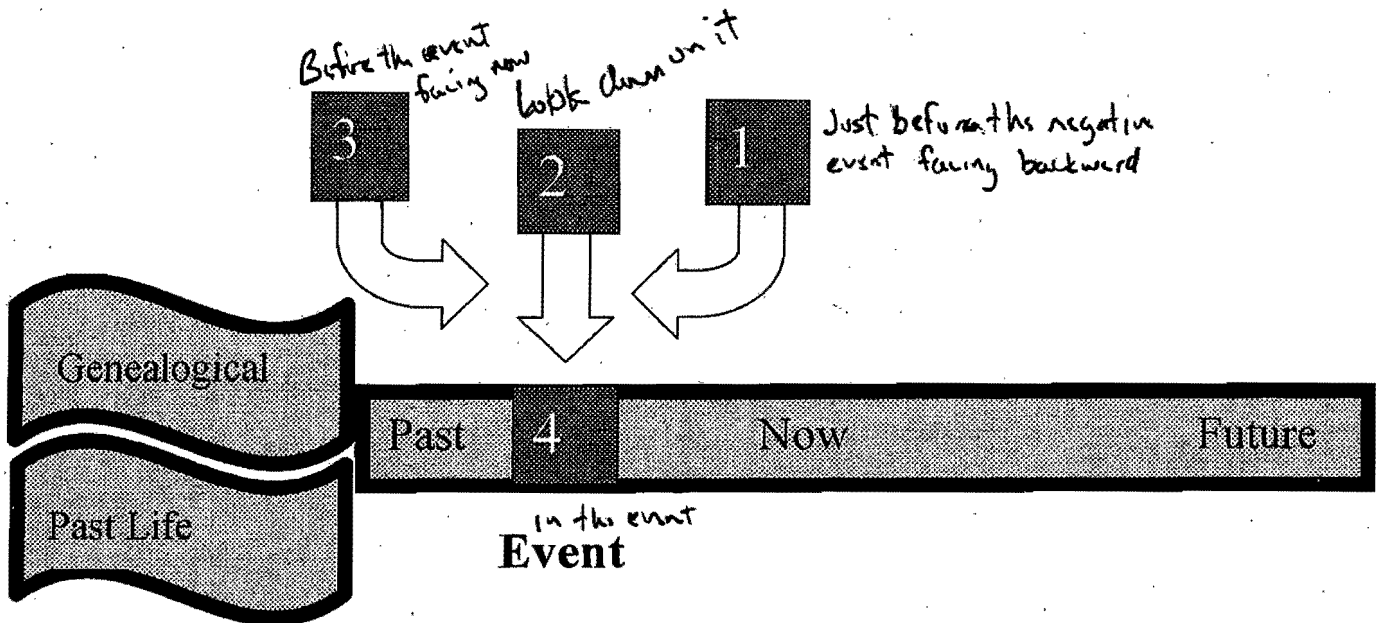 Before the event
facing now
look down on it
3
2
1
Just before the negative
event facing backward
Genealogical
Past
4
Now
Future
Past Life
in the event
Event